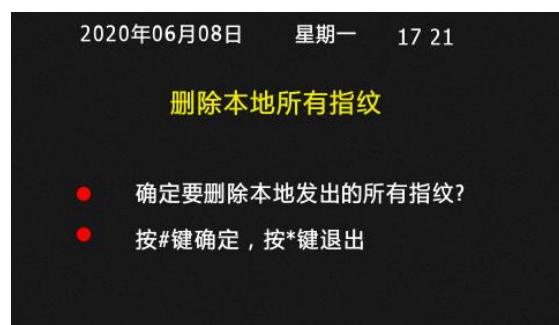 2020年06月08日 星期一 17 21
删除本地所有指纹
确定要删除本地发出的所有指纹?
按#键确定，按*键退出